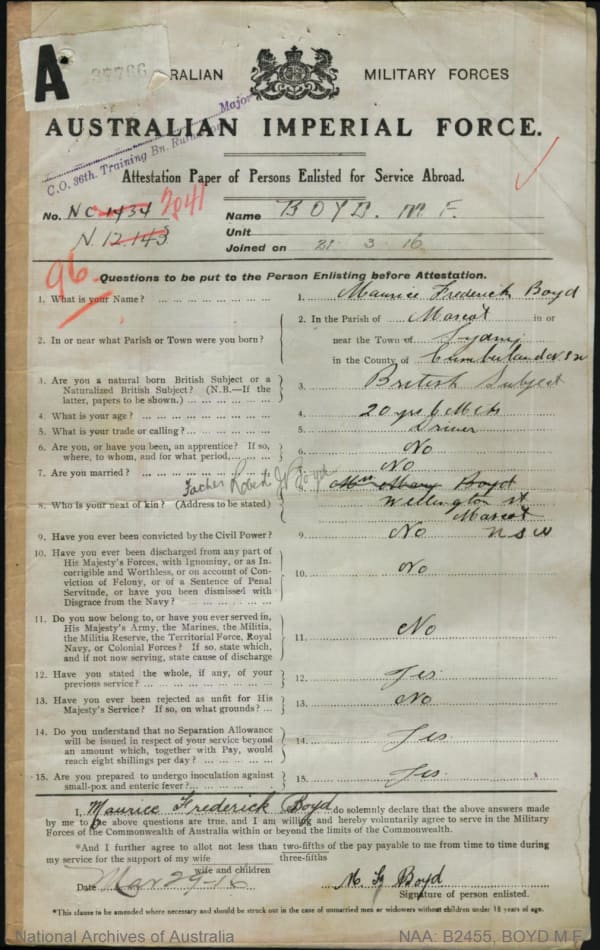 A
37766
AUSTRALIAN MILITARY FORCES
Major
C.O. 36th. Training Bn.
AUSTRALIAN IMPERIAL FORCE.
Attestation Paper of Persons Enlisted for Service Abroad.
No. NC 1434 2041
N. 12143
Name BOYD. M. F.
Unit
Joined on 21 3 16
96
Questions to be put to the Person Enlisting before Attestation.
1. What is your Name? 1. Maurice Frederick Boyd
2. In or near what Parish or Town were you born? 2. In the Parish of Mascot in or
near the Town of Sydney
in the County of Cumberland N S W
3. Are you a natural born British Subject or a
Naturalized British Subject? (N.B.—If the
latter, papers to be shown.) 3. British Subject
4. What is your age? 4. 20 yrs 6 Mths
5. What is your trade or calling? 5. Driver
6. Are you, or have you been, an apprentice? If so,
where, to whom, and for what period, 6. No
7. Are you married? 7. No
Father Robert J Boyd
8. Who is your next of kin? (Address to be stated) 8. Mrs Mary Boyd
Wellington st
Mascot
N S W
9. Have you ever been convicted by the Civil Power? 9. No
10. Have you ever been discharged from any part of
His Majesty's Forces, with Ignominy, or as In-
corrigible and Worthless, or on account of Con-
viction of Felony, or of a Sentence of Penal
Servitude, or have you been dismissed with
Disgrace from the Navy? 10. No
11. Do you now belong to, or have you ever served in,
His Majesty's Army, the Marines, the Militia,
the Militia Reserve, the Territorial Force, Royal
Navy, or Colonial Forces? If so, state which,
and if not now serving, state cause of discharge 11. No
12. Have you stated the whole, if any, of your
previous service? 12. Yes
13. Have you ever been rejected as unfit for His
Majesty's Service? If so, on what grounds? 13. No
14. Do you understand that no Separation Allowance
will be issued in respect of your service beyond
an amount which, together with Pay, would
reach eight shillings per day? 14. Yes
15. Are you prepared to undergo inoculation against
small-pox and enteric fever? 15. Yes
I, Maurice Frederick Boyd do solemnly declare that the above answers made
by me to the above questions are true, and I am willing and hereby voluntarily agree to serve in the Military
Forces of the Commonwealth of Australia within or beyond the limits of the Commonwealth.
*And I further agree to allot not less than two-fifths of the pay payable to me from time to time during
three-fifths
my service for the support of my wife
wife and children
Date Mar 29-16
M. F. Boyd
Signature of person enlisted.
*This clause to be amended where necessary and should be struck out in the case of unmarried men or widowers without children under 18 years of age.
National Archives of Australia
NAA: B2455, BOYD M F